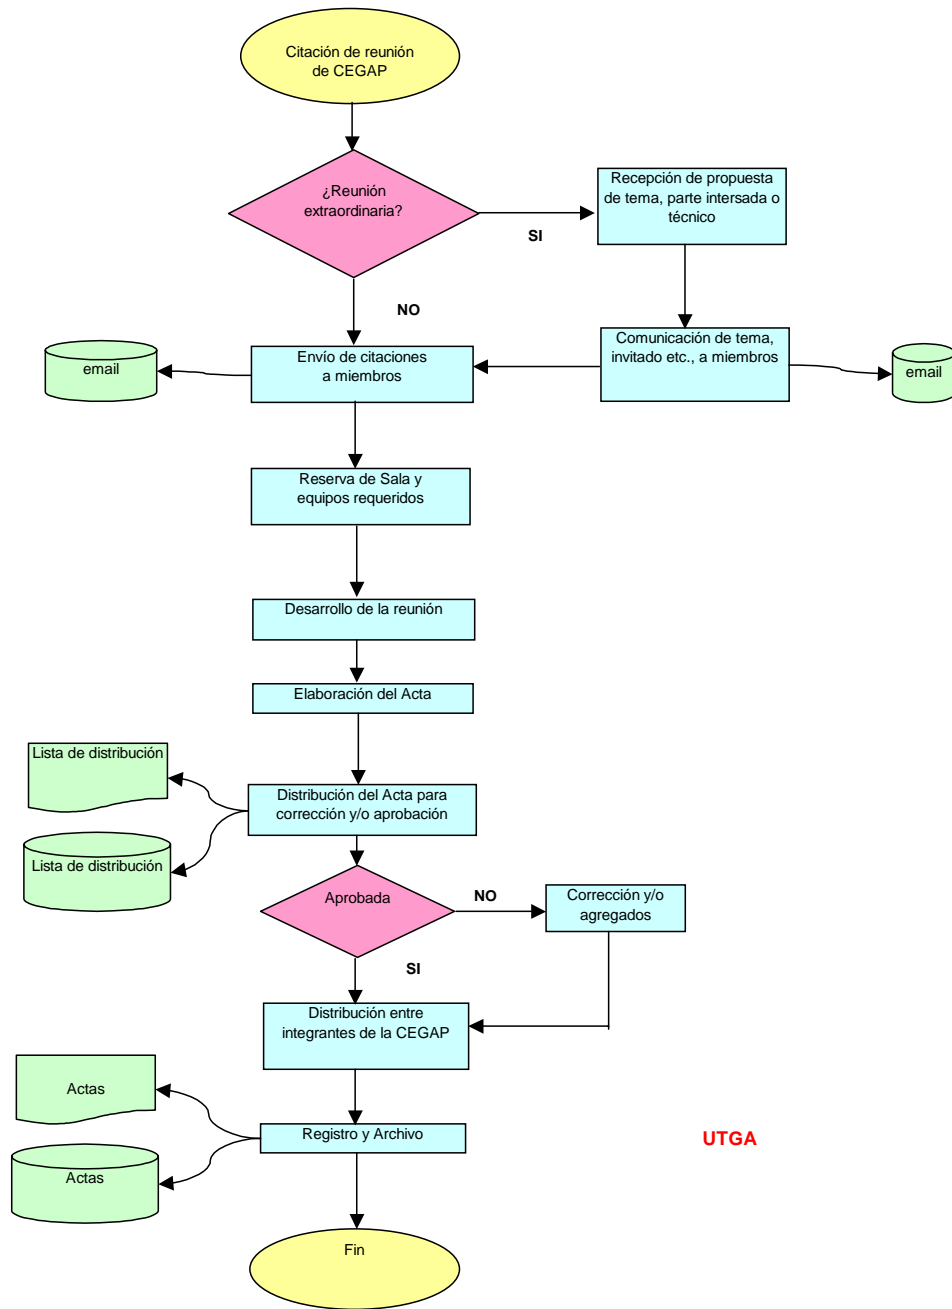 Citación de reunión
de CEGAP
¿Reunión
extraordinaria?
SI
Recepción de propuesta
de tema, parte intersada o
técnico
NO
email
Envío de citaciones
a miembros
Comunicación de tema,
invitado etc., a miembros
email
Reserva de Sala y
equipos requeridos
Desarrollo de la reunión
Elaboración del Acta
Lista de distribución
Distribución del Acta para
corrección y/o aprobación
Lista de distribución
Aprobada
NO
Corrección y/o
agregados
SI
Distribución entre
integrantes de la CEGAP
Actas
Registro y Archivo
UTGA
Actas
Fin